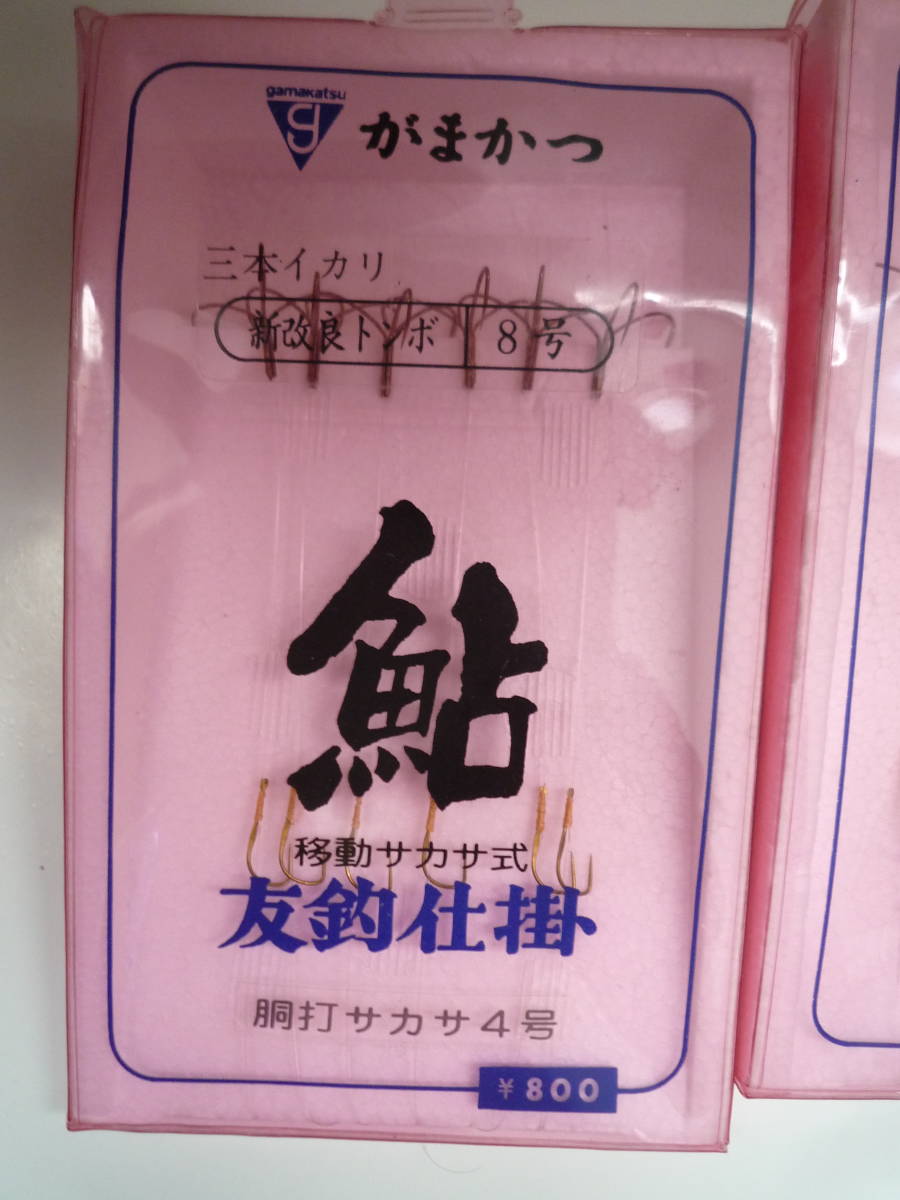 gamakatsu
g がまかつ
三本イカリ
新改良トンボ 8号
鮎
移動サカサ式
友釣仕掛
胴打サカサ4号
¥800